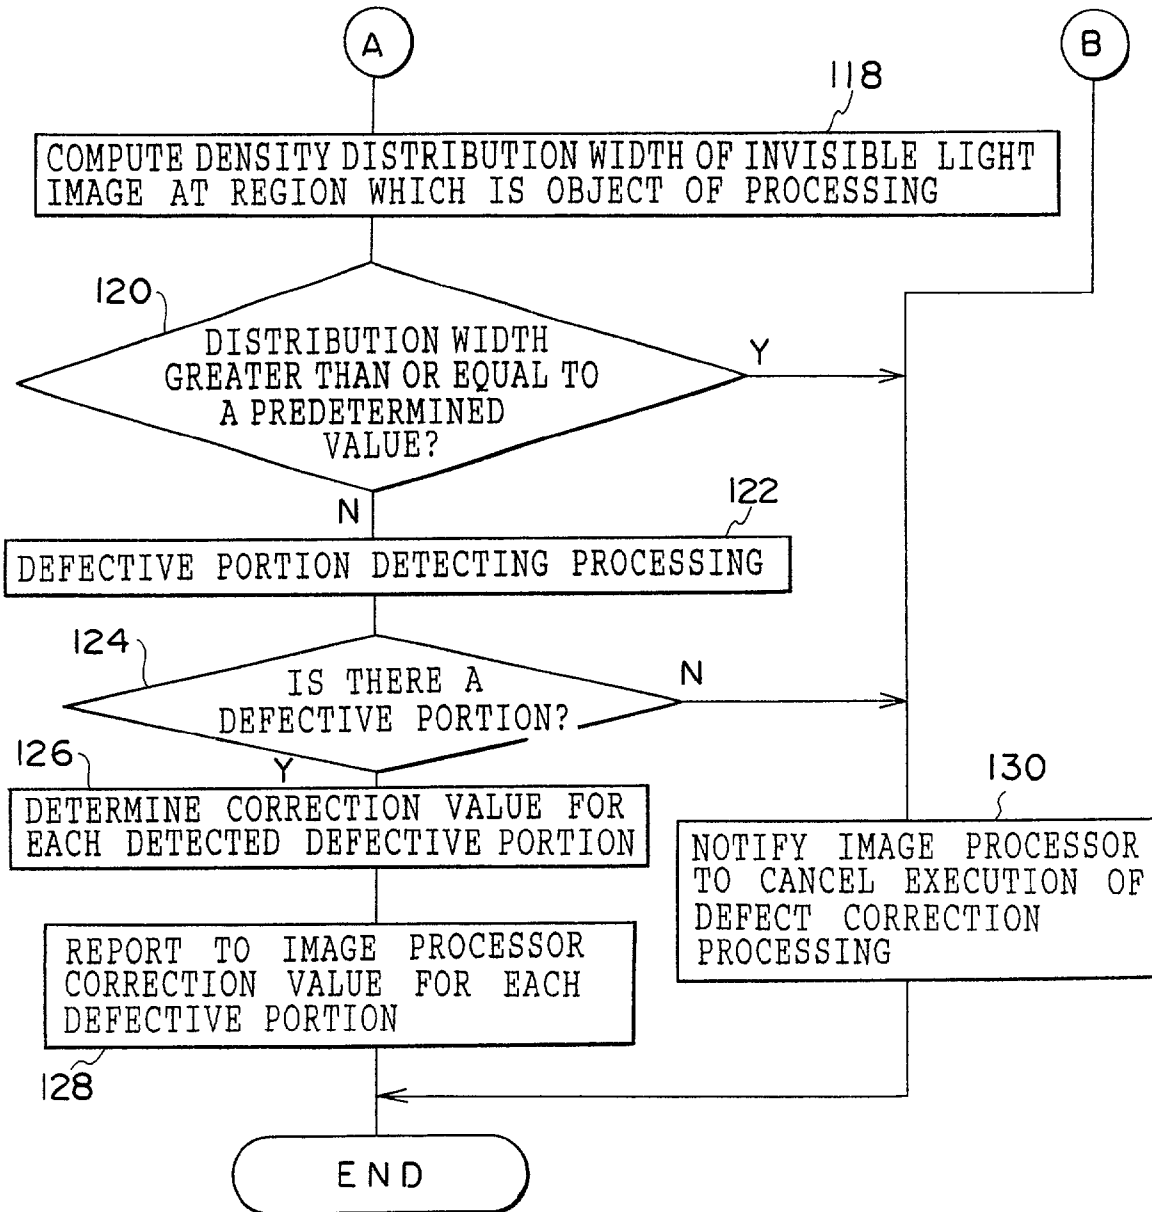 A
B
118
COMPUTE DENSITY DISTRIBUTION WIDTH OF INVISIBLE LIGHT
IMAGE AT REGION WHICH IS OBJECT OF PROCESSING
120
DISTRIBUTION WIDTH
GREATER THAN OR EQUAL TO
A PREDETERMINED
VALUE?
Y
N
122
DEFECTIVE PORTION DETECTING PROCESSING
124
IS THERE A
DEFECTIVE PORTION?
N
Y
126
DETERMINE CORRECTION VALUE FOR
EACH DETECTED DEFECTIVE PORTION
130
NOTIFY IMAGE PROCESSOR
TO CANCEL EXECUTION OF
DEFECT CORRECTION
PROCESSING
REPORT TO IMAGE PROCESSOR
CORRECTION VALUE FOR EACH
DEFECTIVE PORTION
128
END